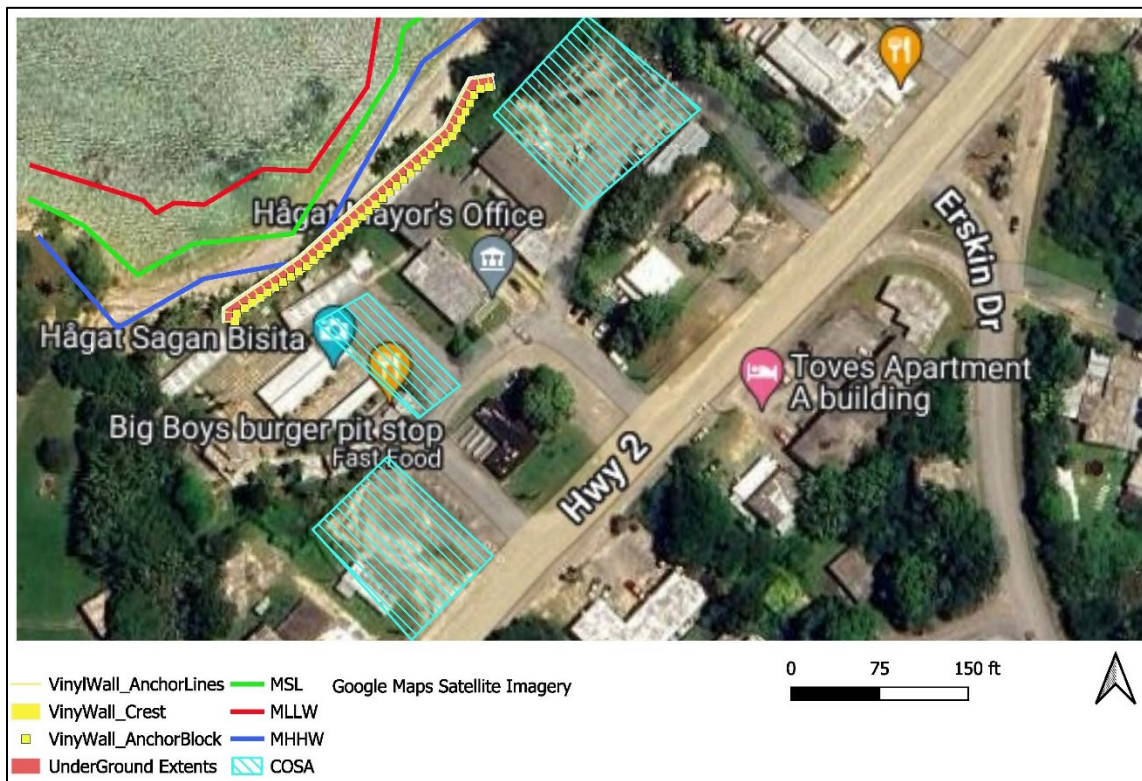 Hågat Mayor's Office
Erskin Dr
Hågat Sagan Bisita
Toves Apartment
A building
Big Boys burger pit stop
Fast Food
Hwy 2
VinylWall_AnchorLines
VinyWall_Crest
VinyWall_AnchorBlock
UnderGround Extents
MSL
MLLW
MHHW
COSA
Google Maps Satellite Imagery
0 75 150 ft